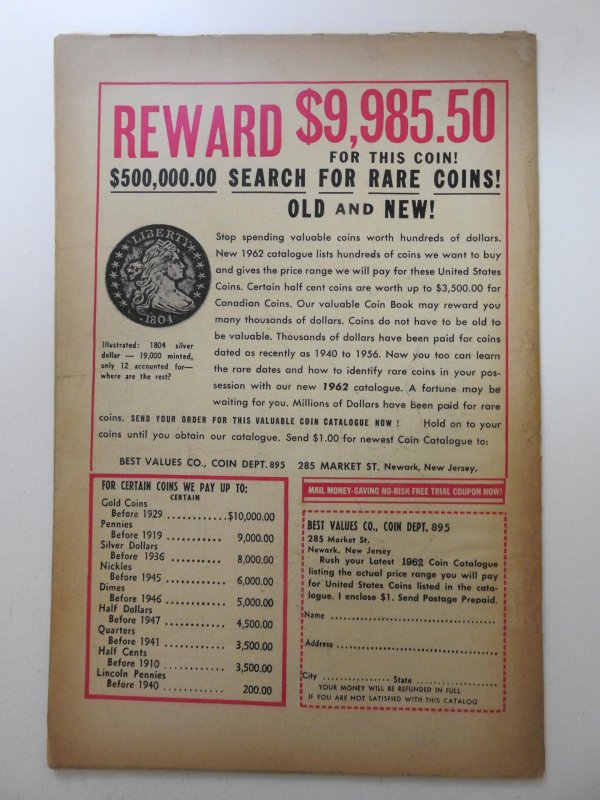 REWARD $9,985.50
FOR THIS COIN!
$500,000.00 SEARCH FOR RARE COINS!
OLD AND NEW!
LIBERTY
1804
Illustrated: 1804 silver
dollar — 19,000 minted,
only 12 accounted for—
where are the rest?
Stop spending valuable coins worth hundreds of dollars.
New 1962 catalogue lists hundreds of coins we want to buy
and gives the price range we will pay for these United States
Coins. Certain half cent coins are worth up to $3,500.00 for
Canadian Coins. Our valuable Coin Book may reward you
many thousands of dollars. Coins do not have to be old to
be valuable. Thousands of dollars have been paid for coins
dated as recently as 1940 to 1956. Now you too can learn
the rare dates and how to identify rare coins in your pos-
session with our new 1962 catalogue. A fortune may be
waiting for you. Millions of Dollars have been paid for rare
coins. SEND YOUR ORDER FOR THIS VALUABLE COIN CATALOGUE NOW ! Hold on to your
coins until you obtain our catalogue. Send $1.00 for newest Coin Catalogue to:
BEST VALUES CO., COIN DEPT. 895 285 MARKET ST. Newark, New Jersey.
FOR CERTAIN COINS WE PAY UP TO:
CERTAIN
Gold Coins
Before 1929 ............$10,000.00
Pennies
Before 1919 ............ 9,000.00
Silver Dollars
Before 1936 ............ 8,000.00
Nickles
Before 1945 ............ 6,000.00
Dimes
Before 1946 ............ 5,000.00
Half Dollars
Before 1947 ............ 4,500.00
Quarters
Before 1941 ............ 3,500.00
Half Cents
Before 1910 ............ 3,500.00
Lincoln Pennies
Before 1940 ............ 200.00
MAIL MONEY-SAVING NO-RISK FREE TRIAL COUPON NOW!
BEST VALUES CO., COIN DEPT. 895
285 Market St.
Newark, New Jersey
Rush your Latest 1962 Coin Catalogue
listing the actual price range you will pay
for United States Coins listed in the cata-
logue. I enclose $1. Send Postage Prepaid.
Name ........................................
Address .....................................
City .................. State ...................
YOUR MONEY WILL BE REFUNDED IN FULL
IF YOU ARE NOT SATISFIED WITH THIS CATALOG